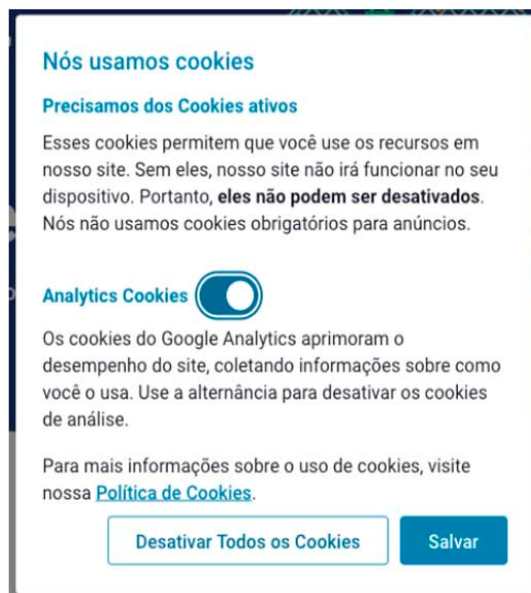 Nós usamos cookies
Precisamos dos Cookies ativos
Esses cookies permitem que você use os recursos em
nosso site. Sem eles, nosso site não irá funcionar no seu
dispositivo. Portanto, eles não podem ser desativados.
Nós não usamos cookies obrigatórios para anúncios.
Analytics Cookies
Os cookies do Google Analytics aprimoram o
desempenho do site, coletando informações sobre como
você o usa. Use a alternância para desativar os cookies
de análise.
Para mais informações sobre o uso de cookies, visite
nossa Política de Cookies.
Desativar Todos os Cookies
Salvar